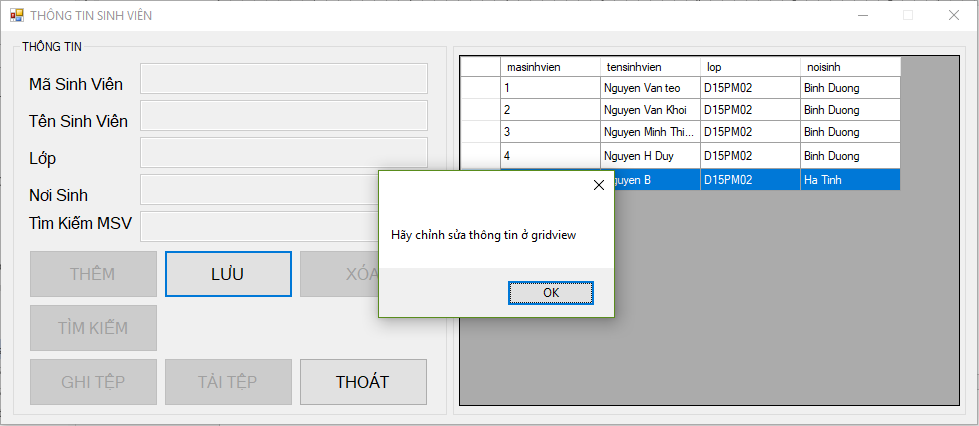 THÔNG TIN SINH VIÊN
THÔNG TIN
Mã Sinh Viên
Tên Sinh Viên
Lớp
Nơi Sinh
Tìm Kiếm MSV
THÊM
LƯU
XÓA
TÌM KIẾM
GHI TỆP
TẢI TỆP
THOÁT
masinhvien tensinhvien lop noisinh
1 Nguyen Van teo D15PM02 Binh Duong
2 Nguyen Van Khoi D15PM02 Binh Duong
3 Nguyen Minh Thi... D15PM02 Binh Duong
4 Nguyen H Duy D15PM02 Binh Duong
guyen B D15PM02 Ha Tinh
Hãy chỉnh sửa thông tin ở gridview
OK